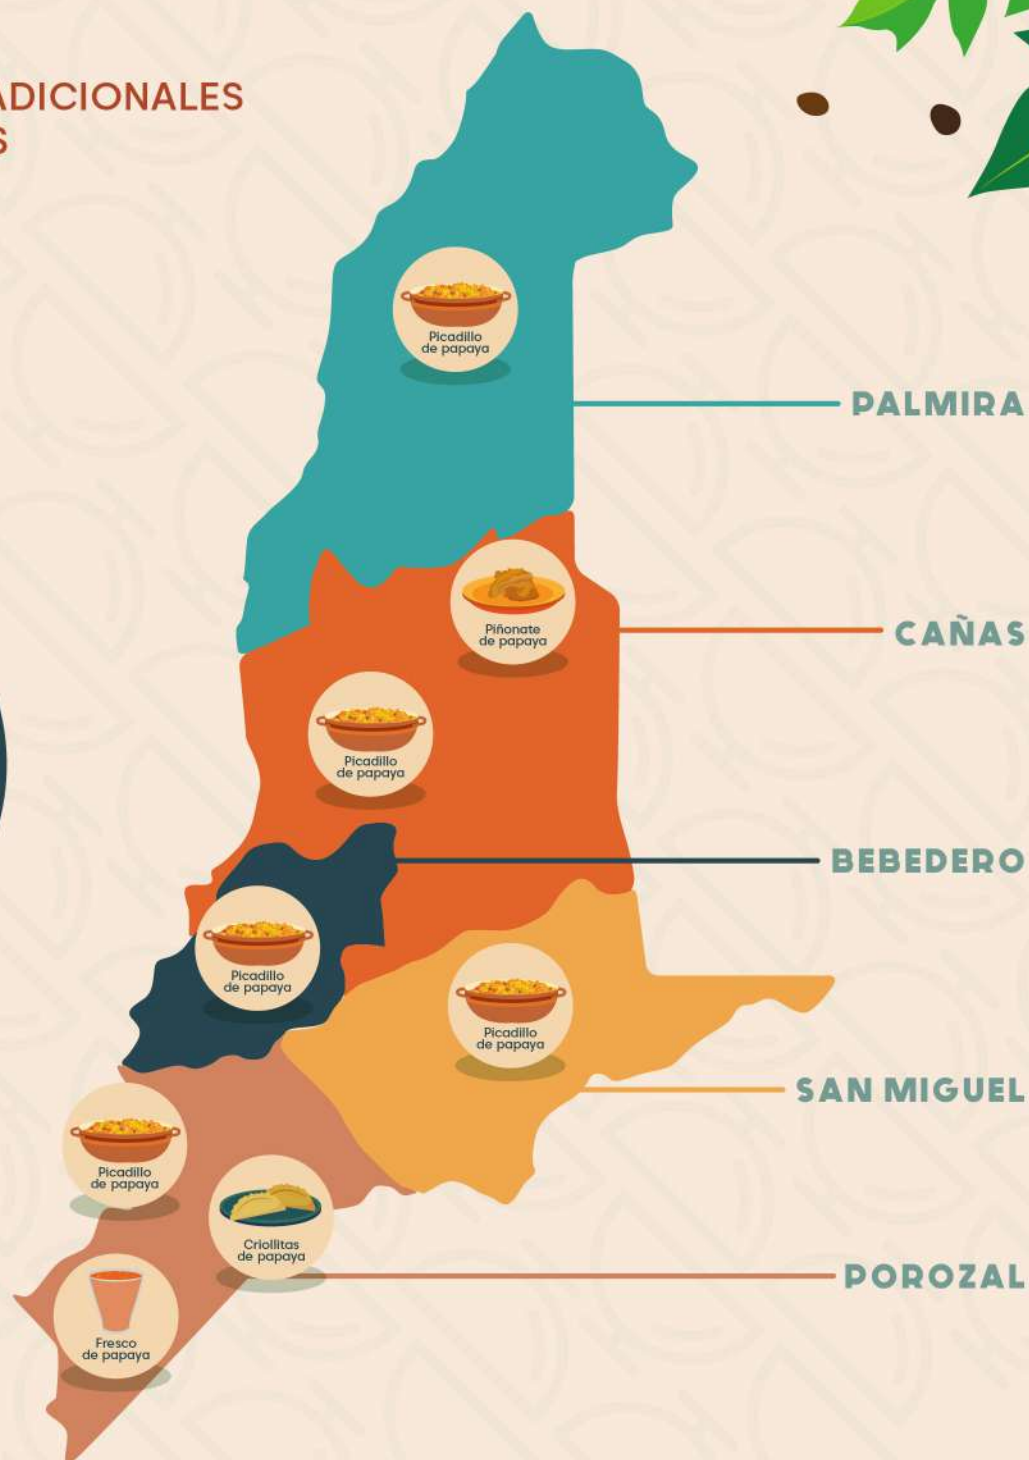 ADICIONALES
S
Picadillo
de papaya
PALMIRA
Piñonate
de papaya
CAÑAS
Picadillo
de papaya
BEBEDERO
Picadillo
de papaya
Picadillo
de papaya
SAN MIGUEL
Picadillo
de papaya
Criollitas
de papaya
POROZAL
Fresco
de papaya